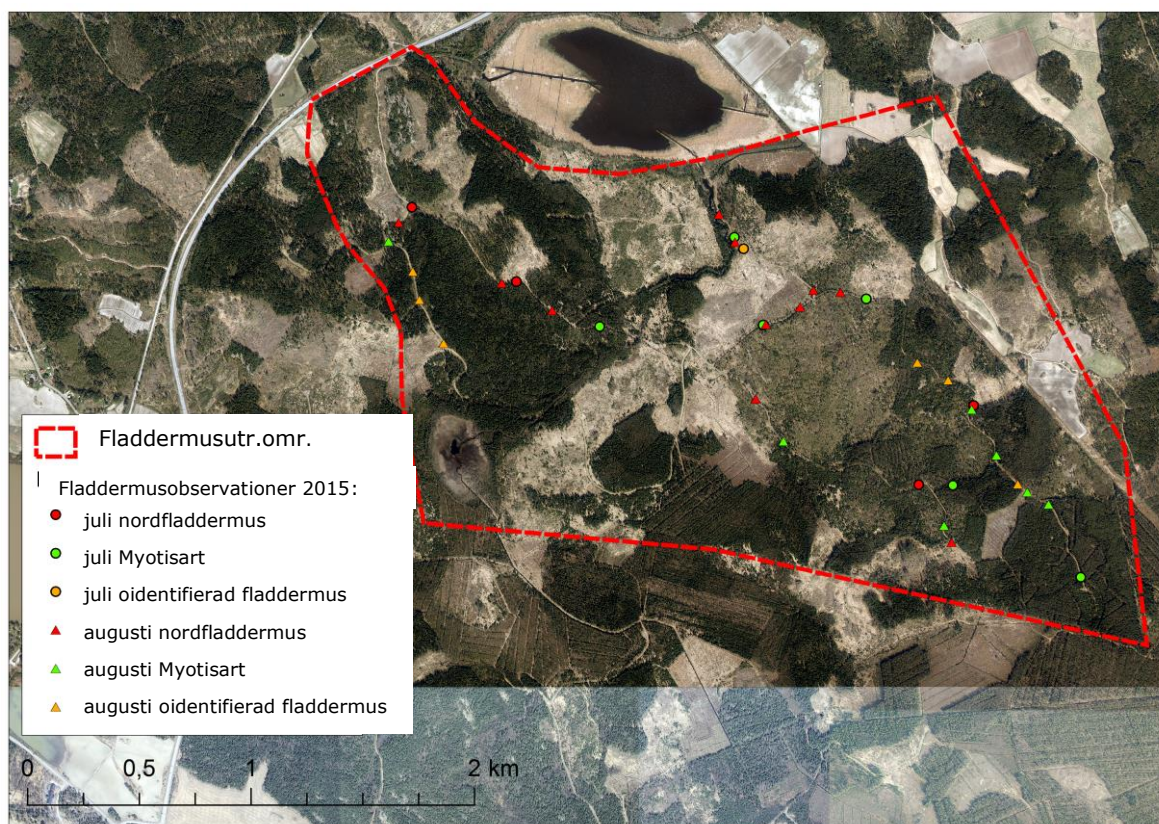 Fladdermusutr.omr.
Fladdermusobservationer 2015:
juli nordfladdermus
juli Myotisart
juli oidentifierad fladdermus
augusti nordfladdermus
augusti Myotisart
augusti oidentifierad fladdermus
0 0,5 1 2 km